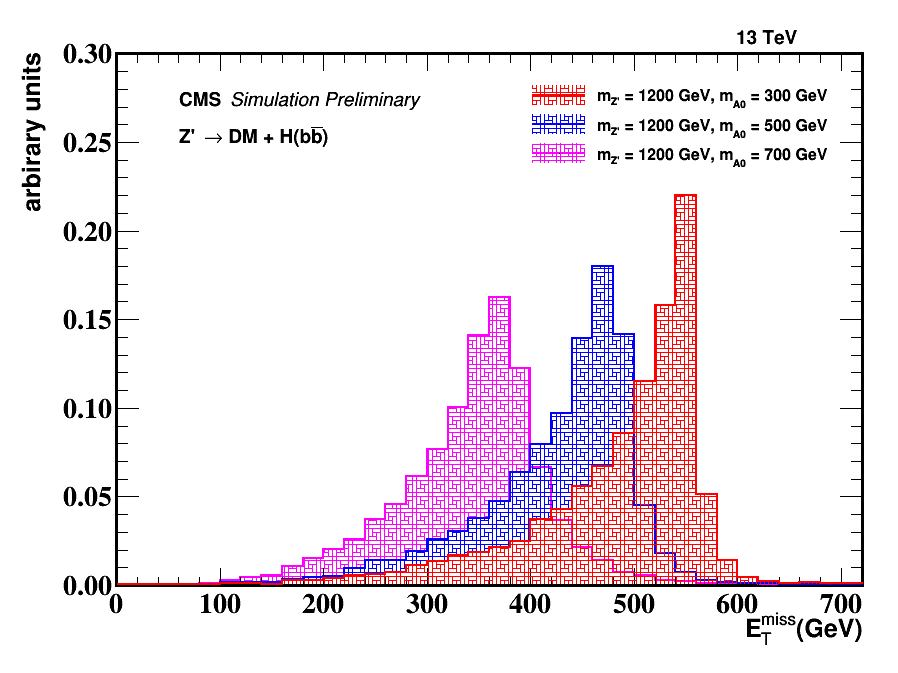 13 TeV
arbirary units
0.30
0.25
0.20
0.15
0.10
0.05
0.00
CMS Simulation Preliminary
Z' → DM + H(bb̅)
m_Z' = 1200 GeV, m_A0 = 300 GeV
m_Z' = 1200 GeV, m_A0 = 500 GeV
m_Z' = 1200 GeV, m_A0 = 700 GeV
0 100 200 300 400 500 600 700
E_T^miss(GeV)